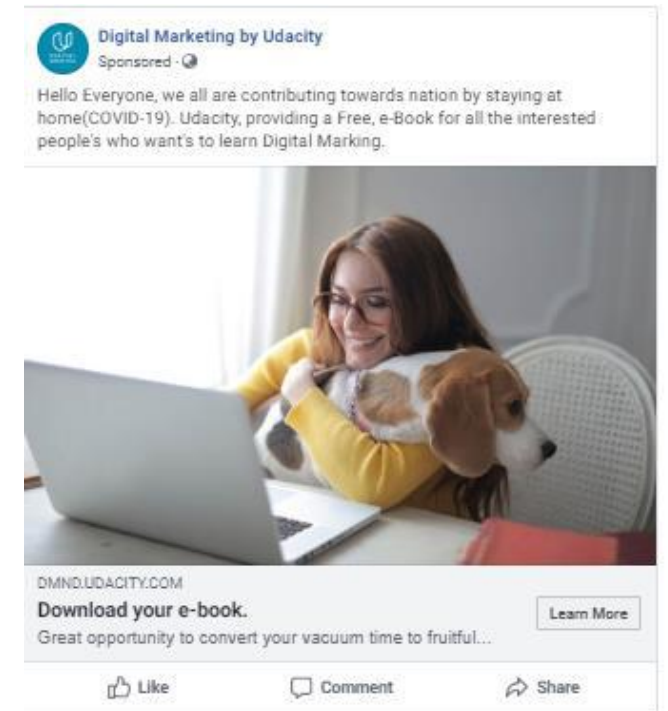 Digital Marketing by Udacity
Sponsored ·
Hello Everyone, we all are contributing towards nation by staying at
home(COVID-19). Udacity, providing a Free, e-Book for all the interested
people's who want's to learn Digital Marking.
DMND.UDACITY.COM
Download your e-book.
Learn More
Great opportunity to convert your vacuum time to fruitful...
Like
Comment
Share